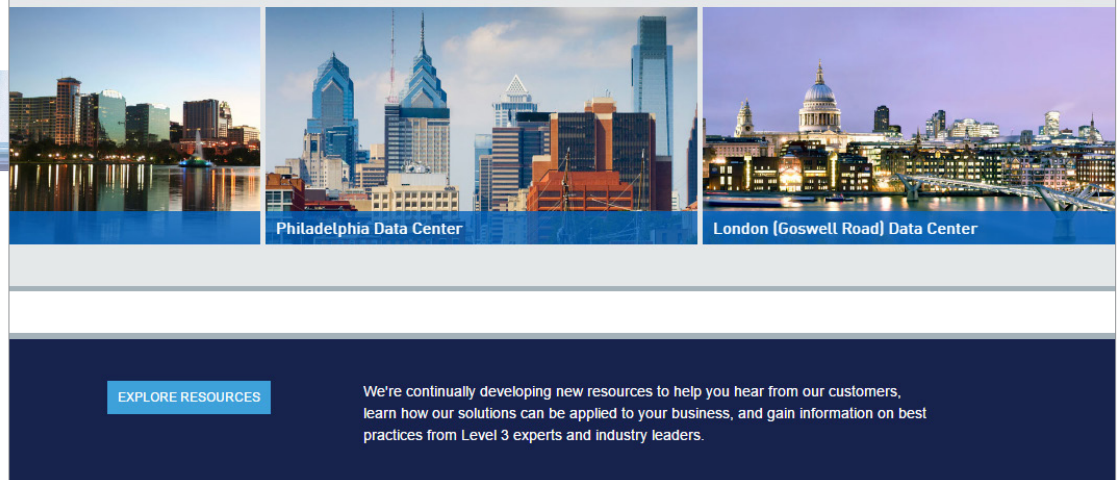 Philadelphia Data Center
London (Goswell Road) Data Center
EXPLORE RESOURCES
We're continually developing new resources to help you hear from our customers,
learn how our solutions can be applied to your business, and gain information on best
practices from Level 3 experts and industry leaders.